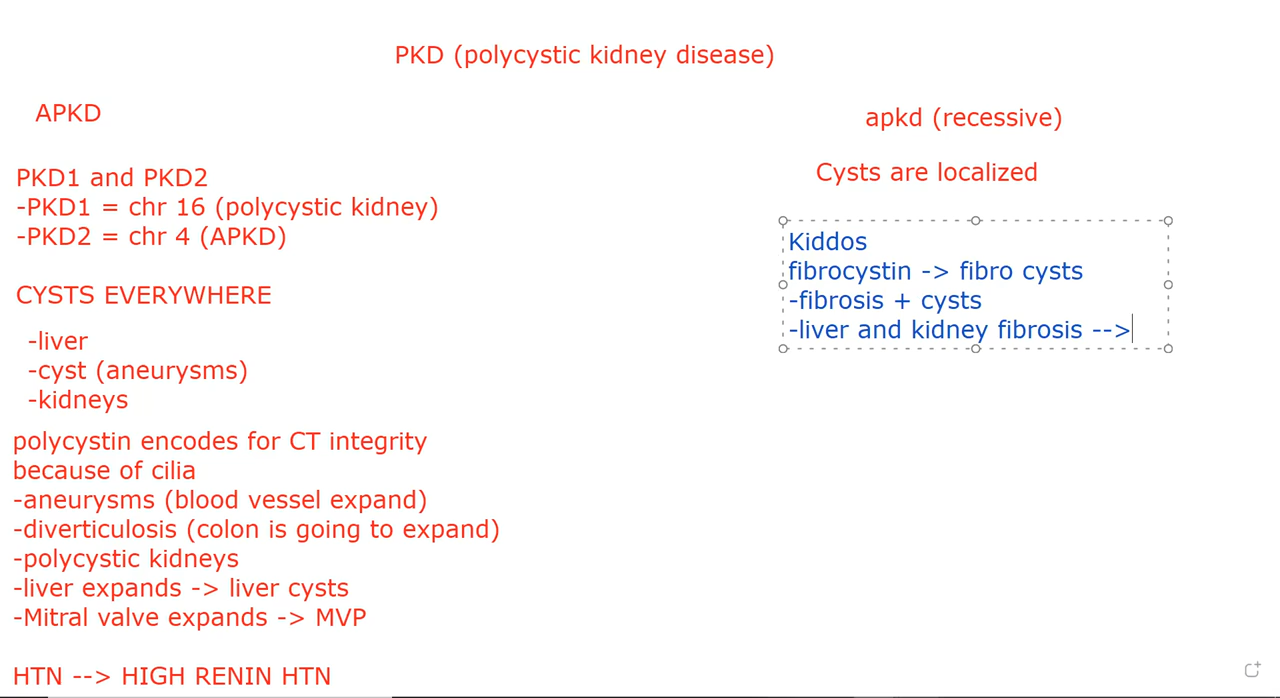 PKD (polycystic kidney disease)
APKD
PKD1 and PKD2
-PKD1 = chr 16 (polycystic kidney)
-PKD2 = chr 4 (APKD)
CYSTS EVERYWHERE
-liver
-cyst (aneurysms)
-kidneys
polycystin encodes for CT integrity
because of cilia
-aneurysms (blood vessel expand)
-diverticulosis (colon is going to expand)
-polycystic kidneys
-liver expands -> liver cysts
-Mitral valve expands -> MVP
HTN --> HIGH RENIN HTN
apkd (recessive)
Cysts are localized
Kiddos
fibrocystin -> fibro cysts
-fibrosis + cysts
-liver and kidney fibrosis -->